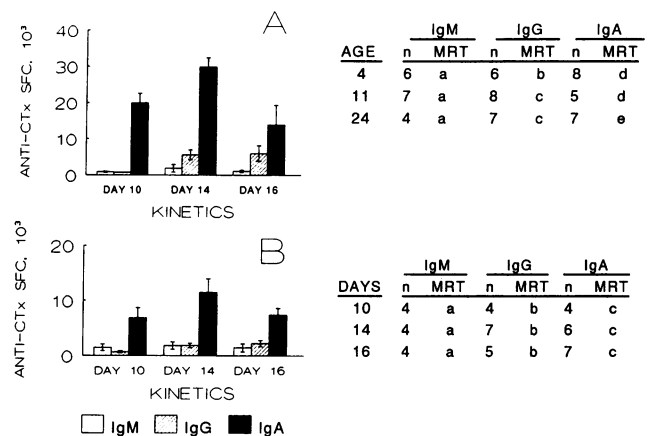 A
ANTI-CTx SFC, 10³
40
30
20
10
0
DAY 10 DAY 14 DAY 16
KINETICS
IgM IgG IgA
AGE n MRT n MRT n MRT
4 6 a 6 b 8 d
11 7 a 8 c 5 d
24 4 a 7 c 7 e
B
ANTI-CTx SFC, 10³
20
10
0
DAY 10 DAY 14 DAY 16
KINETICS
IgM IgG IgA
IgM IgG IgA
DAYS n MRT n MRT n MRT
10 4 a 4 b 4 c
14 4 a 7 b 6 c
16 4 a 5 b 7 c